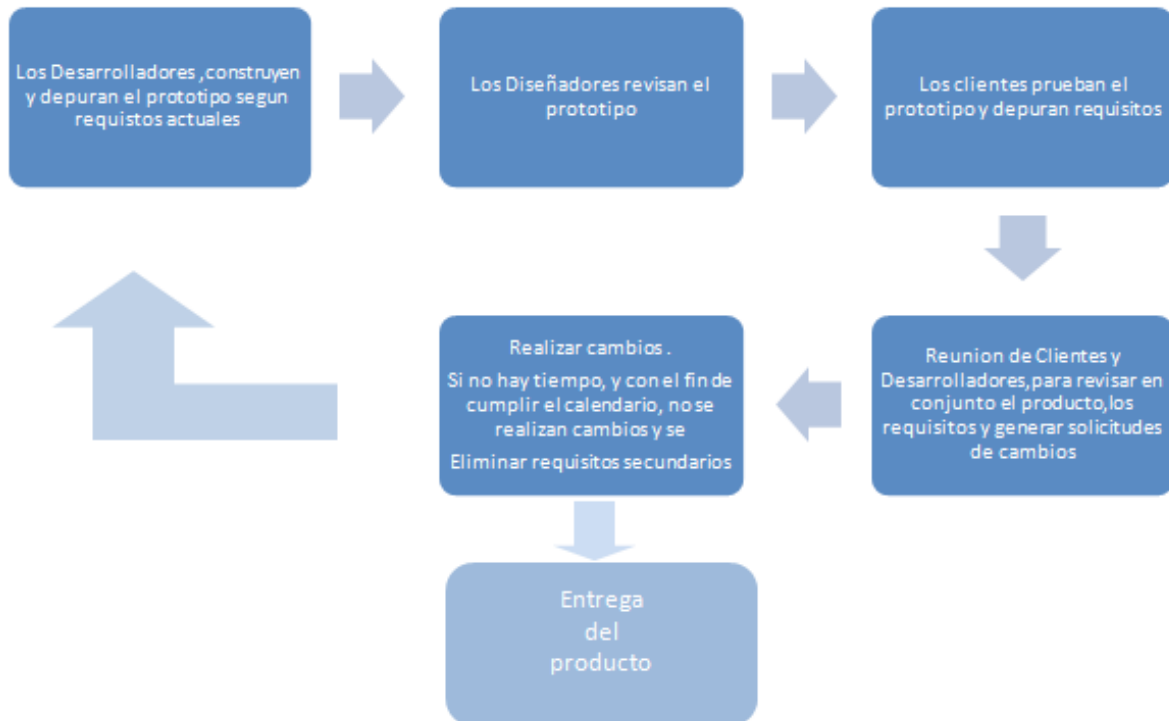 Los Desarrolladores ,construyen
y depuran el prototipo segun
requistos actuales
Los Diseñadores revisan el
prototipo
Los clientes prueban el
prototipo y depuran requisitos
Reunion de Clientes y
Desarrolladores,para revisar en
conjunto el producto,los
requisitos y generar solicitudes
de cambios
Realizar cambios .
Si no hay tiempo, y con el fin de
cumplir el calendario, no se
realizan cambios y se
Eliminar requisitos secundarios
Entrega
del
producto